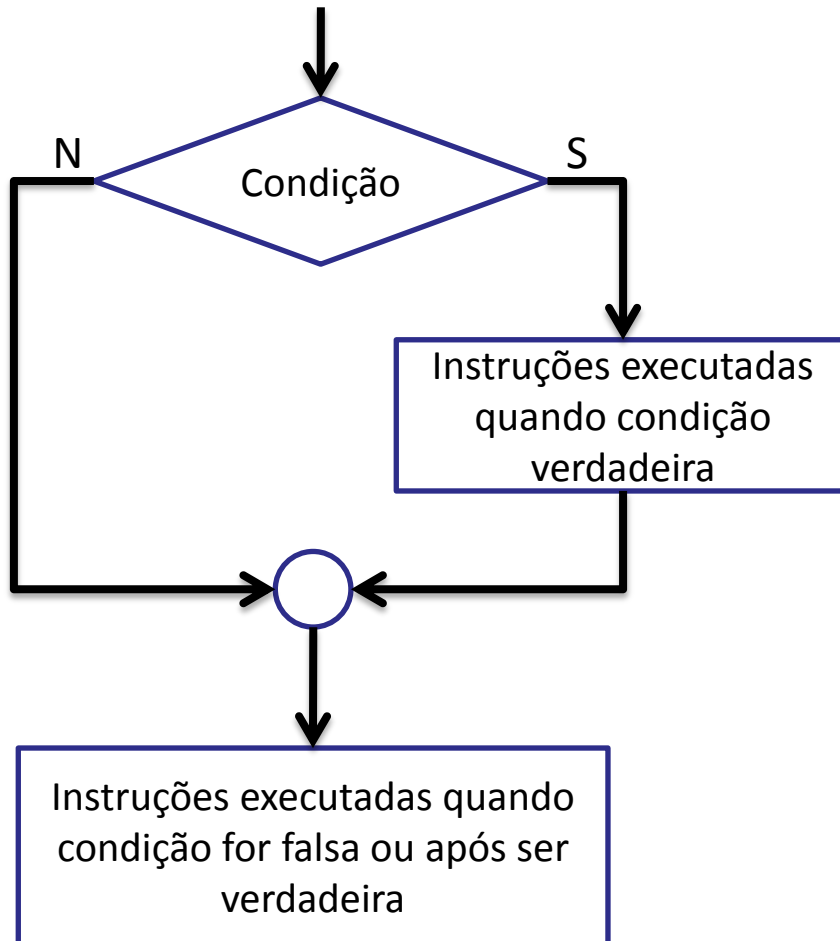 N
Condição
S
Instruções executadas
quando condição
verdadeira
Instruções executadas quando
condição for falsa ou após ser
verdadeira